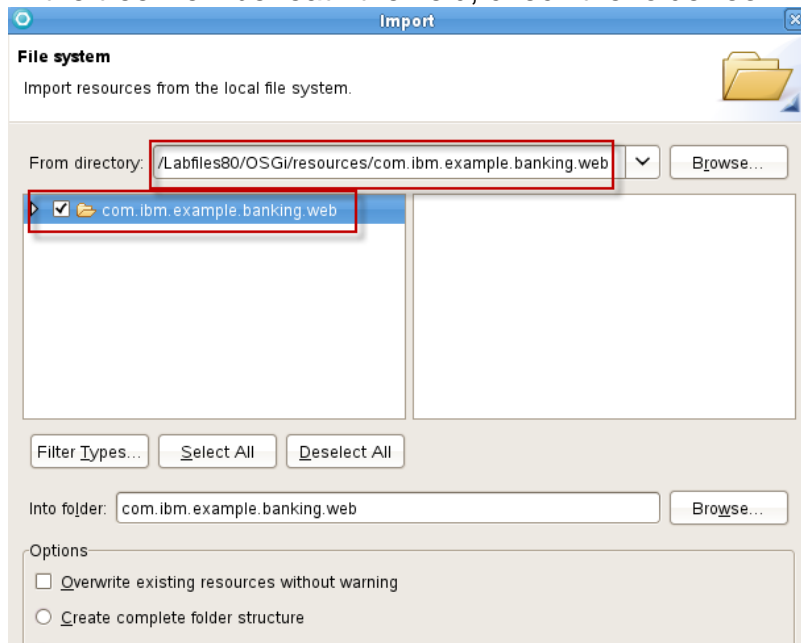 Import
File system
Import resources from the local file system.
From directory: /Labfiles80/OSGi/resources/com.ibm.example.banking.web Browse...
com.ibm.example.banking.web
Filter Types... Select All Deselect All
Into folder: com.ibm.example.banking.web Browse...
Options
Overwrite existing resources without warning
Create complete folder structure